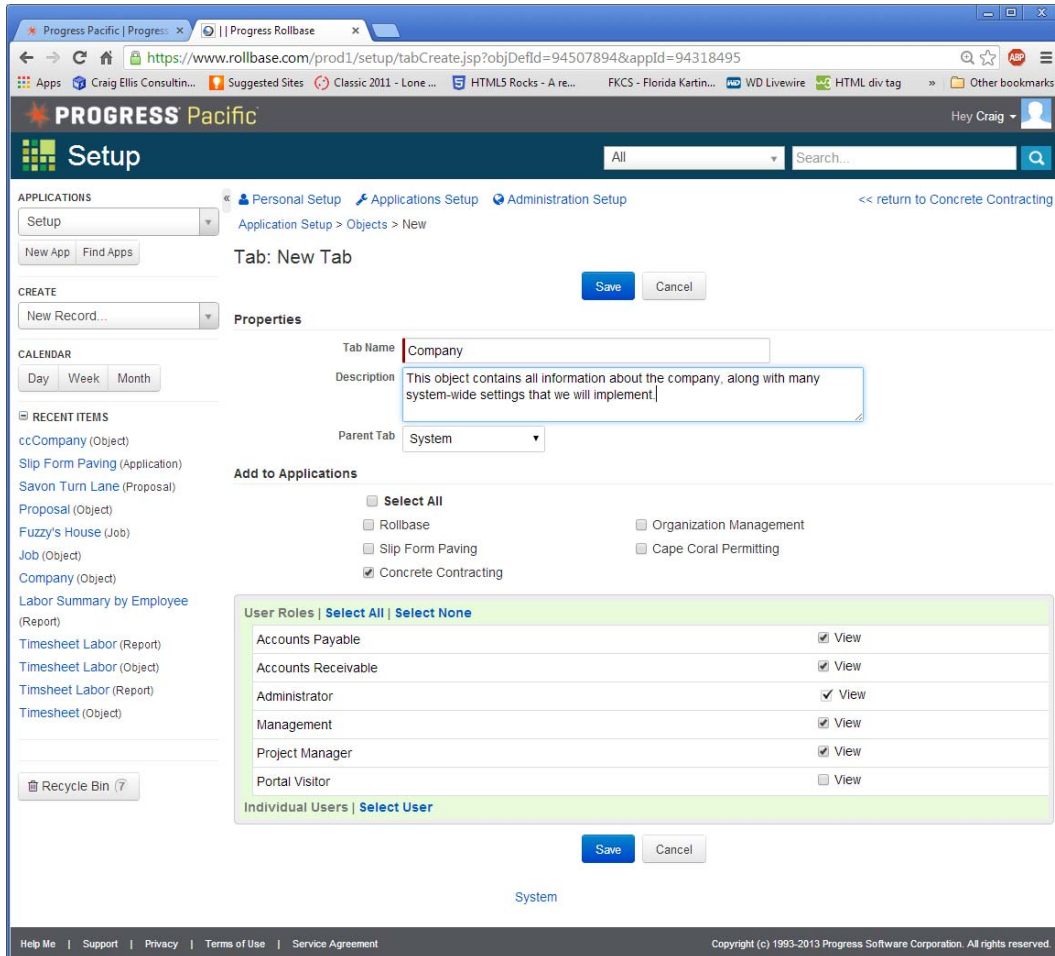 Progress Pacific | Progress
| | Progress Rollbase
https://www.rollbase.com/prod1/setup/tabCreate.jsp?objDefId=94507894&appId=94318495
ABP
Apps
Craig Ellis Consultin...
Suggested Sites
Classic 2011 - Lone ...
HTML5 Rocks - A re...
FKCS - Florida Kartin...
WD Livewire
HTML div tag
»
Other bookmarks
PROGRESS Pacific
Hey Craig
Setup
All
Search...
APPLICATIONS
Setup
New App
Find Apps
CREATE
New Record...
CALENDAR
Day
Week
Month
RECENT ITEMS
ccCompany (Object)
Slip Form Paving (Application)
Savon Turn Lane (Proposal)
Proposal (Object)
Fuzzy's House (Job)
Job (Object)
Company (Object)
Labor Summary by Employee
(Report)
Timesheet Labor (Report)
Timesheet Labor (Object)
Timsheet Labor (Report)
Timesheet (Object)
Recycle Bin 7
«
Personal Setup
Applications Setup
Administration Setup
<< return to Concrete Contracting
Application Setup > Objects > New
Tab: New Tab
Save
Cancel
Properties
Tab Name
Company
Description
This object contains all information about the company, along with many
system-wide settings that we will implement.
Parent Tab
System
Add to Applications
Select All
Rollbase
Organization Management
Slip Form Paving
Cape Coral Permitting
Concrete Contracting
User Roles | Select All | Select None
Accounts Payable
View
Accounts Receivable
View
Administrator
View
Management
View
Project Manager
View
Portal Visitor
View
Individual Users | Select User
Save
Cancel
System
Help Me | Support | Privacy | Terms of Use | Service Agreement
Copyright (c) 1993-2013 Progress Software Corporation. All rights reserved.